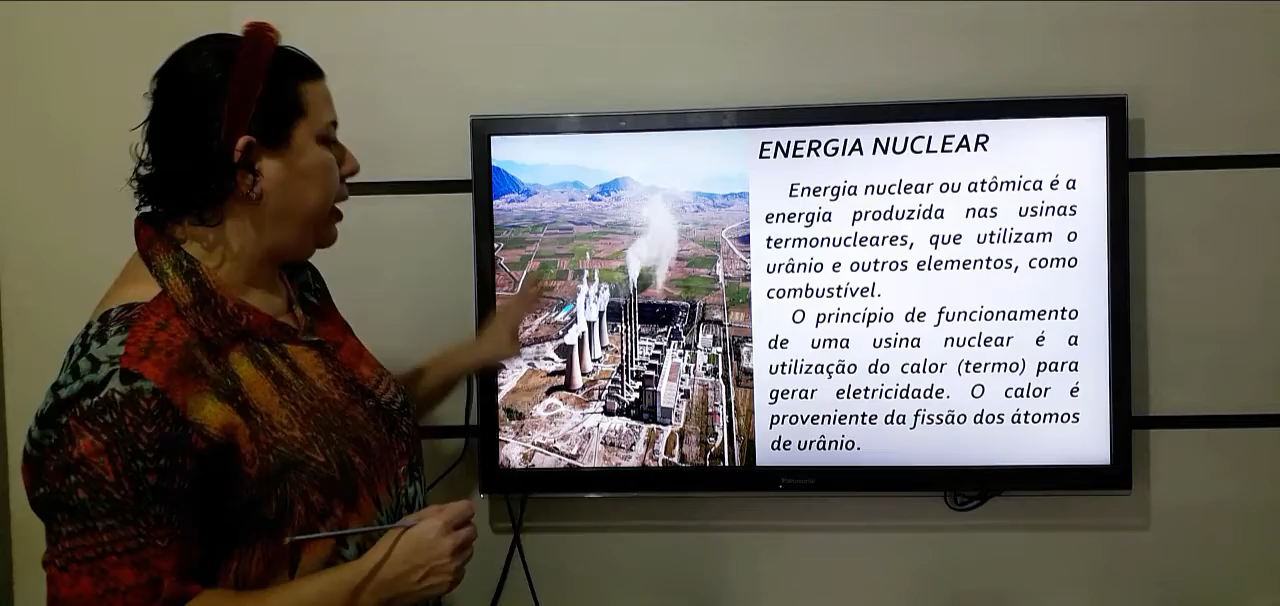 ENERGIA NUCLEAR
Energia nuclear ou atômica é a
energia produzida nas usinas
termonucleares, que utilizam o
urânio e outros elementos, como
combustível.
O princípio de funcionamento
de uma usina nuclear é a
utilização do calor (termo) para
gerar eletricidade. O calor é
proveniente da fissão dos átomos
de urânio.
Panasonic